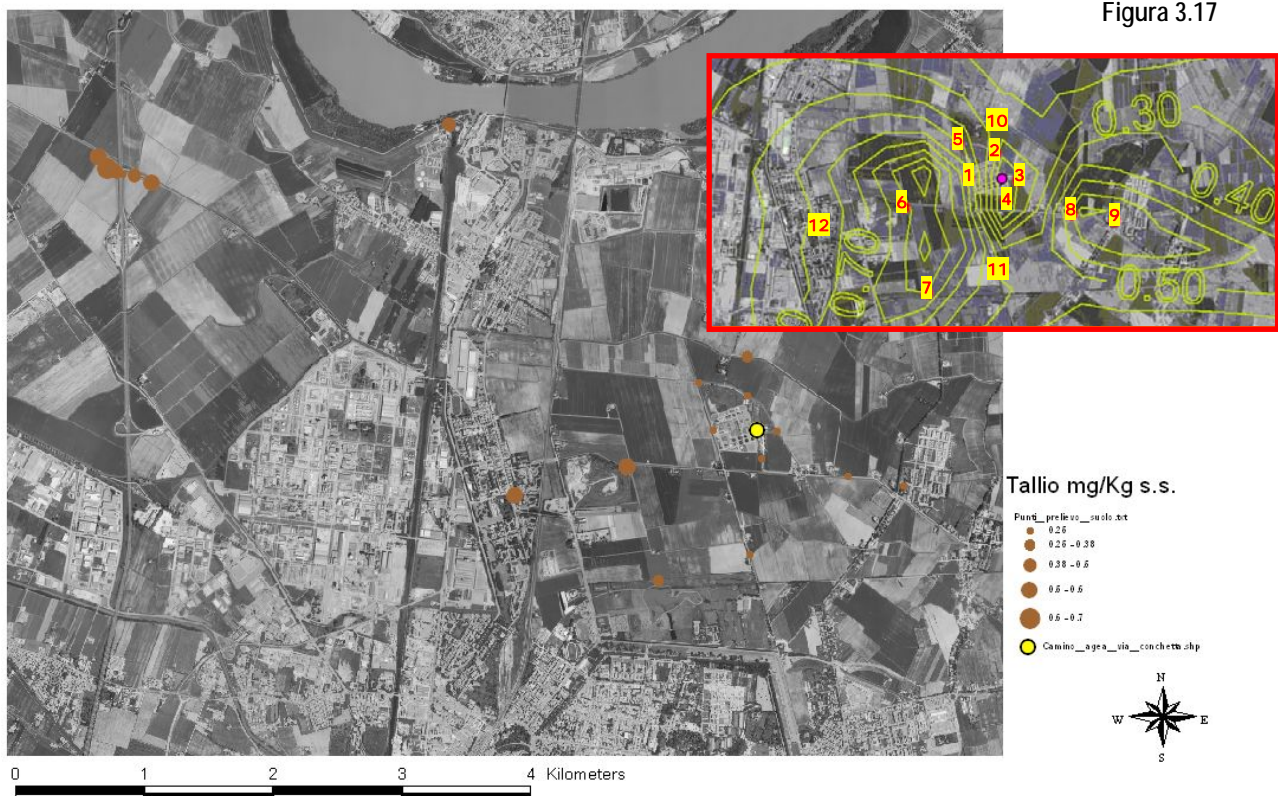 Figura 3.17
10
0.30
5
2
1
3
0.40
6
4
8
9
12
11
0.50
7
Tallio mg/Kg s.s.
Punti_prelievo_suolo.txt
0.25
0.25 - 0.38
0.38 - 0.5
0.5 - 0.6
0.6 - 0.7
Camino_agea_via_conchetta.shp
N
W
E
S
0 1 2 3 4 Kilometers